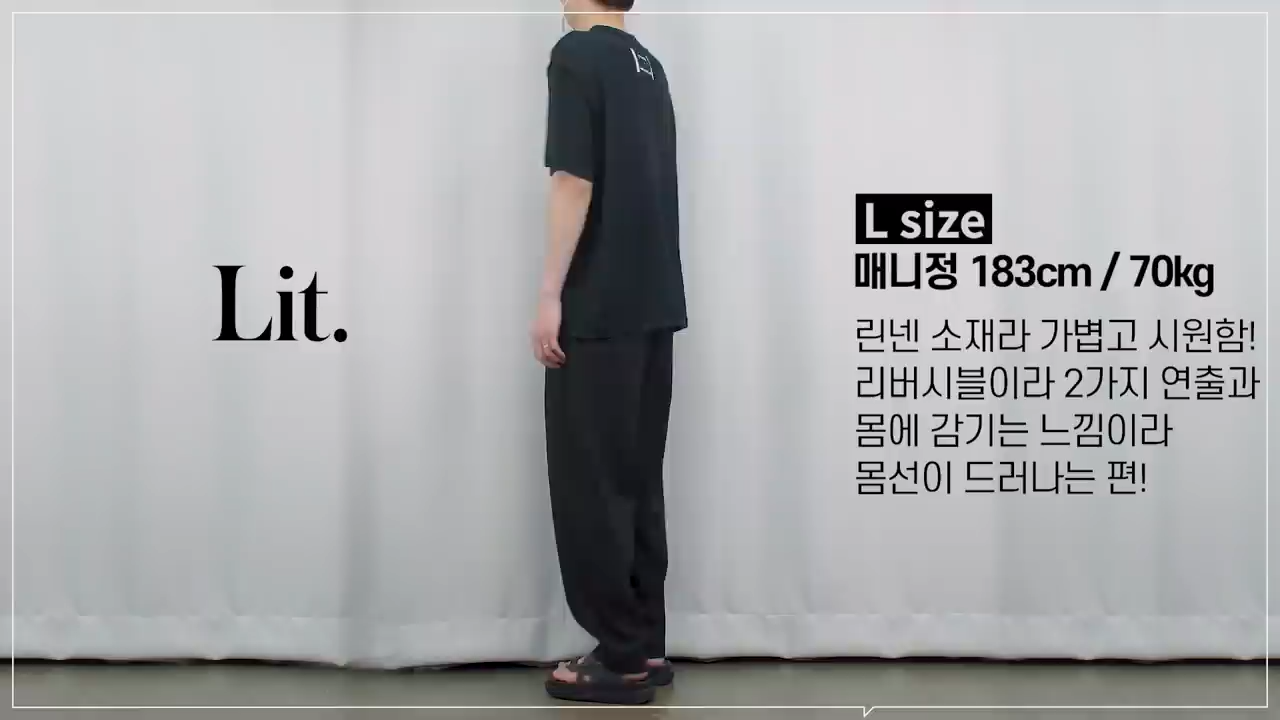 Lit.
L size
매니정 183cm / 70kg
린넨 소재라 가볍고 시원함!
리버시블이라 2가지 연출과
몸에 감기는 느낌이라
몸선이 드러나는 편!